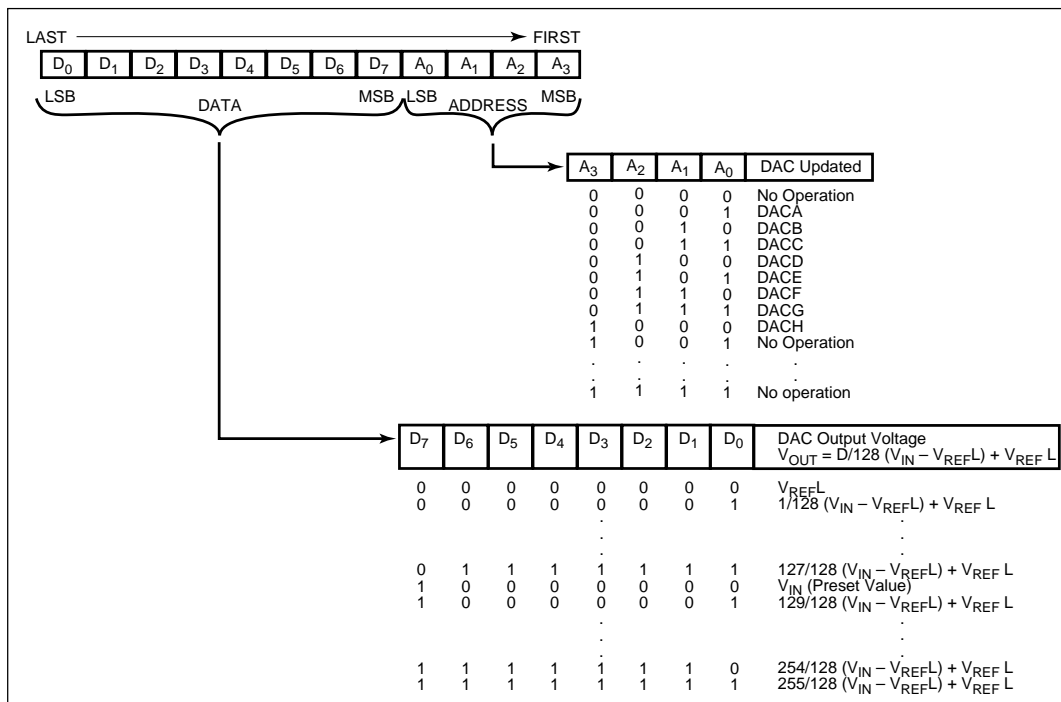 LAST FIRST
D0 D1 D2 D3 D4 D5 D6 D7 A0 A1 A2 A3
LSB DATA MSB LSB ADDRESS MSB
A3 A2 A1 A0 DAC Updated
0 0 0 0 No Operation
0 0 0 1 DACA
0 0 1 0 DACB
0 0 1 1 DACC
0 1 0 0 DACD
0 1 0 1 DACE
0 1 1 0 DACF
0 1 1 1 DACG
1 0 0 0 DACH
1 0 0 1 No Operation
. . . . .
. . . . .
1 1 1 1 No operation
D7 D6 D5 D4 D3 D2 D1 D0 DAC Output Voltage
VOUT = D/128 (VIN – VREFL) + VREF L
0 0 0 0 0 0 0 0 VREFL
0 0 0 0 0 0 0 1 1/128 (VIN – VREFL) + VREF L
. .
. .
. .
0 1 1 1 1 1 1 1 127/128 (VIN – VREFL) + VREF L
1 0 0 0 0 0 0 0 VIN (Preset Value)
1 0 0 0 0 0 0 1 129/128 (VIN – VREFL) + VREF L
. .
. .
. .
1 1 1 1 1 1 1 0 254/128 (VIN – VREFL) + VREF L
1 1 1 1 1 1 1 1 255/128 (VIN – VREFL) + VREF L